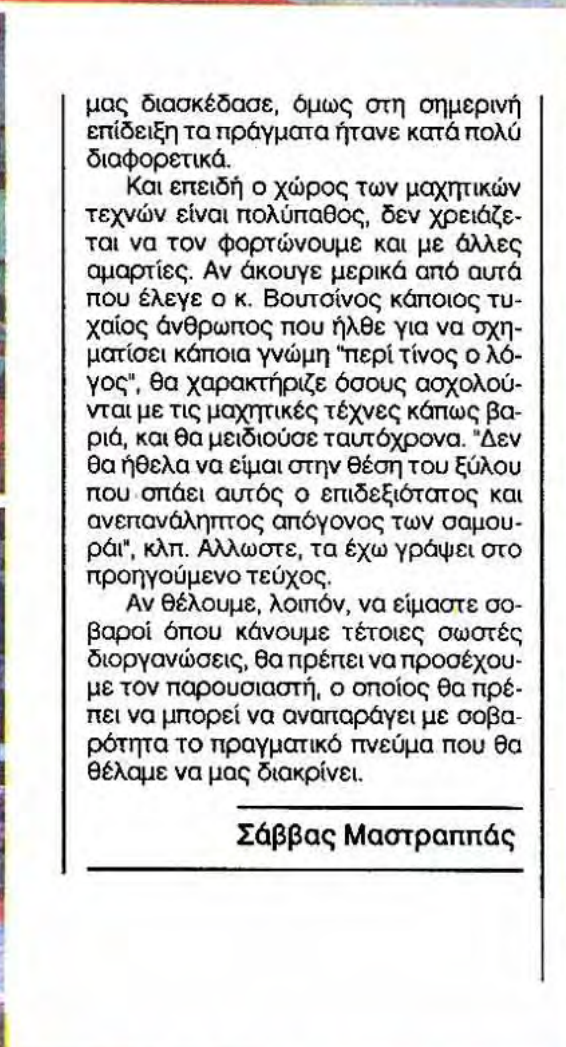 μας διασκέδασε, όμως στη σημερινή
επίδειξη τα πράγματα ήτανε κατά πολύ
διαφορετικά.
Και επειδή ο χώρος των μαχητικών
τεχνών είναι πολύπαθος, δεν χρειάζε-
ται να τον φορτώνουμε και με άλλες
αμαρτίες. Αν άκουγε μερικά από αυτά
που έλεγε ο κ. Βουτσίνος κάποιος τυ-
χαίος άνθρωπος που ήλθε για να σχη-
ματίσει κάποια γνώμη "περί τίνος ο λό-
γος", θα χαρακτήριζε όσους ασχολού-
νται με τις μαχητικές τέχνες κάπως βα-
ριά, και θα μειδιούσε ταυτόχρονα. "Δεν
θα ήθελα να είμαι στην θέση του ξύλου
που σπάει αυτός ο επιδεξιότατος και
ανεπανάληπτος απόγονος των σαμου-
ράι", κλπ. Αλλωστε, τα έχω γράψει στο
προηγούμενο τεύχος.
Αν θέλουμε, λοιπόν, να είμαστε σο-
βαροί όπου κάνουμε τέτοιες σωστές
διοργανώσεις, θα πρέπει να προσέχου-
με τον παρουσιαστή, ο οποίος θα πρέ-
πει να μπορεί να αναπαράγει με σοβα-
ρότητα το πραγματικό πνεύμα που θα
θέλαμε να μας διακρίνει.
Σάββας Μαστραππάς